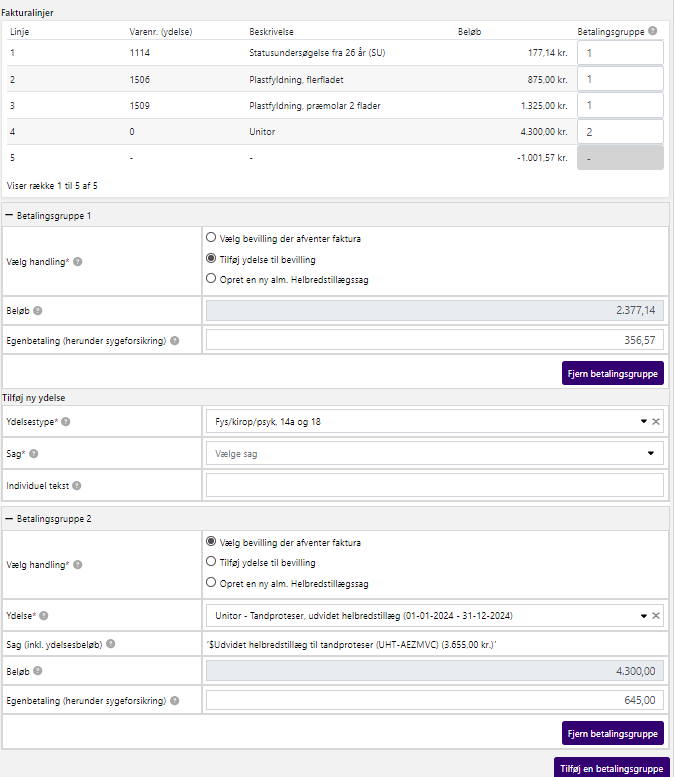 Fakturalinjer
Linje Varenr. (ydelse) Beskrivelse Beløb Betalingsgruppe ?
1 1114 Statusundersøgelse fra 26 år (SU) 177,14 kr. 1
2 1506 Plastfyldning, flerfladet 875,00 kr. 1
3 1509 Plastfyldning, præmolar 2 flader 1.325,00 kr. 1
4 0 Unitor 4.300,00 kr. 2
5 - - -1.001,57 kr. -
Viser række 1 til 5 af 5
Betalingsgruppe 1
Vælg handling* ?
Vælg bevilling der afventer faktura
Tilføj ydelse til bevilling
Opret en ny alm. Helbredstillægssag
Beløb ? 2.377,14
Egenbetaling (herunder sygeforsikring) ? 356,57
Fjern betalingsgruppe
Tilføj ny ydelse
Ydelsestype* ? Fys/kirop/psyk. 14a og 18
Sag* ? Vælge sag
Individuel tekst ?
Betalingsgruppe 2
Vælg handling* ?
Vælg bevilling der afventer faktura
Tilføj ydelse til bevilling
Opret en ny alm. Helbredstillægssag
Ydelse* ? Unitor - Tandproteser, udvidet helbredstillæg (01-01-2024 - 31-12-2024)
Sag (inkl. ydelsesbeløb) ? '$Udvidet helbredstillæg til tandproteser (UHT-AEZMVC) (3.655,00 kr.)'
Beløb ? 4.300,00
Egenbetaling (herunder sygeforsikring) ? 645,00
Fjern betalingsgruppe
Tilføj en betalingsgruppe